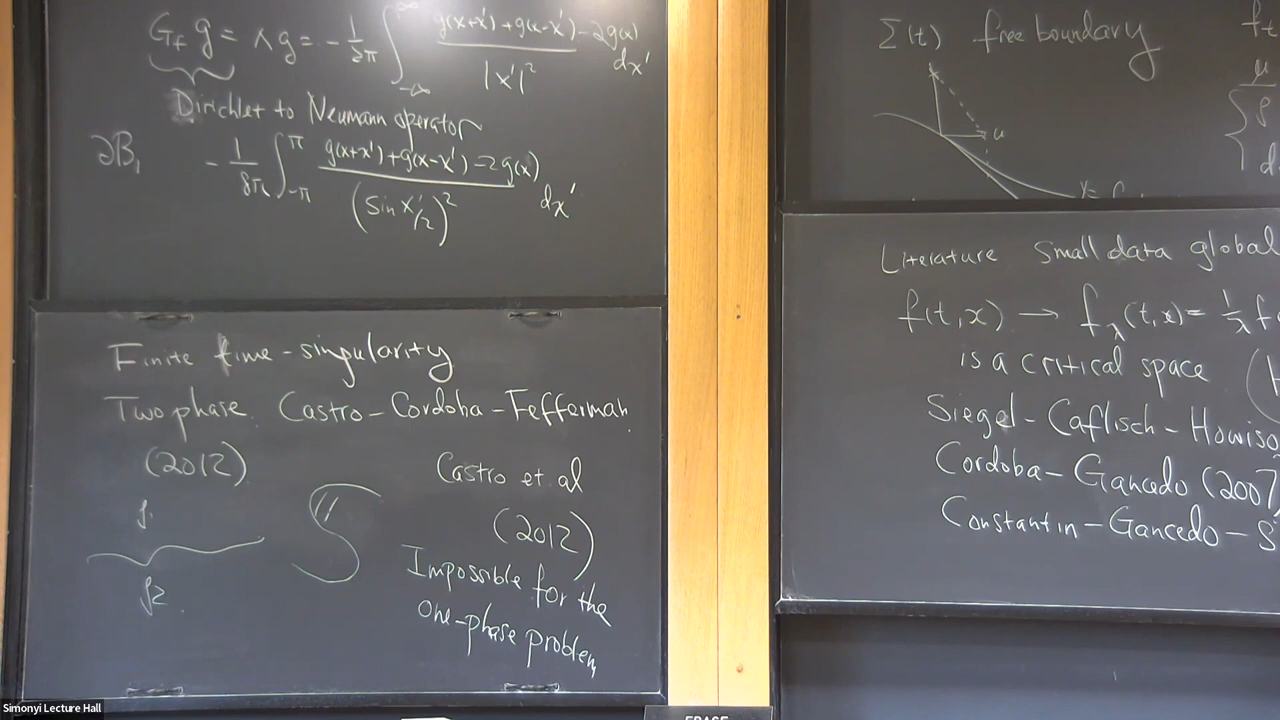 G_f g = Λg = - 1/2π ∫_{-∞}^{∞} g(x+x') + g(x-x') - 2g(x) / |x'|² dx'
Dirichlet to Neumann operator
∂B₁ - 1/8π ∫_{-π}^{π} g(x+x') + g(x-x') - 2g(x) / (Sin x'/2)² dx'
Finite time-singularity
Two phase. Castro-Cordoba-Fefferman.
(2012)
Castro et al
(2012)
Impossible for the
one-phase problem
ρ₂
Σ(t) free boundary
u
Literature Small data global
f(t,x) → f_λ(t,x) = 1/λ f
is a critical space
Siegel-Caflisch-Howiso
Cordoba-Gancedo (2007
Constantin-Gancedo-S
Simonyi Lecture Hall